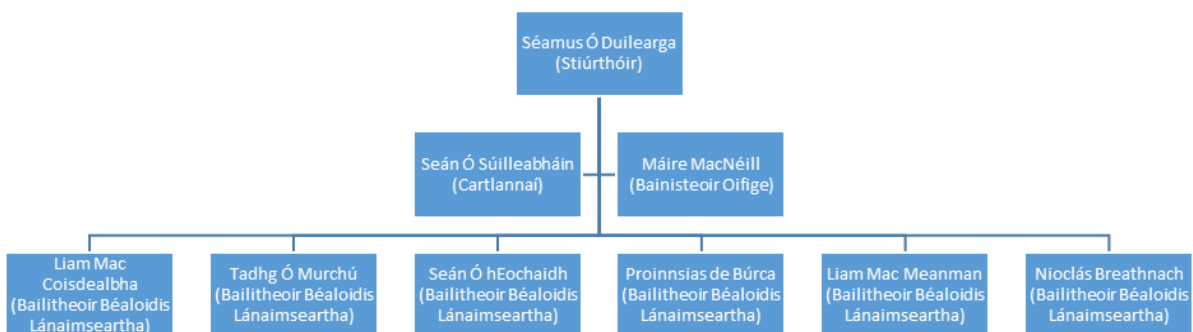 Séamus Ó Duilearga
(Stiúrthóir)
Seán Ó Súilleabháin
(Cartlannaí)
Máire MacNéill
(Bainisteoir Oifige)
Liam Mac
Coisdealbha
(Bailitheoir Béaloidis
Lánaimseartha)
Tadhg Ó Murchú
(Bailitheoir Béaloidis
Lánaimseartha)
Seán Ó hEochaidh
(Bailitheoir Béaloidis
Lánaimseartha)
Proinnsias de Búrca
(Bailitheoir Béaloidis
Lánaimseartha)
Liam Mac Meanman
(Bailitheoir Béaloidis
Lánaimseartha)
Nioclás Breathnach
(Bailitheoir Béaloidis
Lánaimseartha)